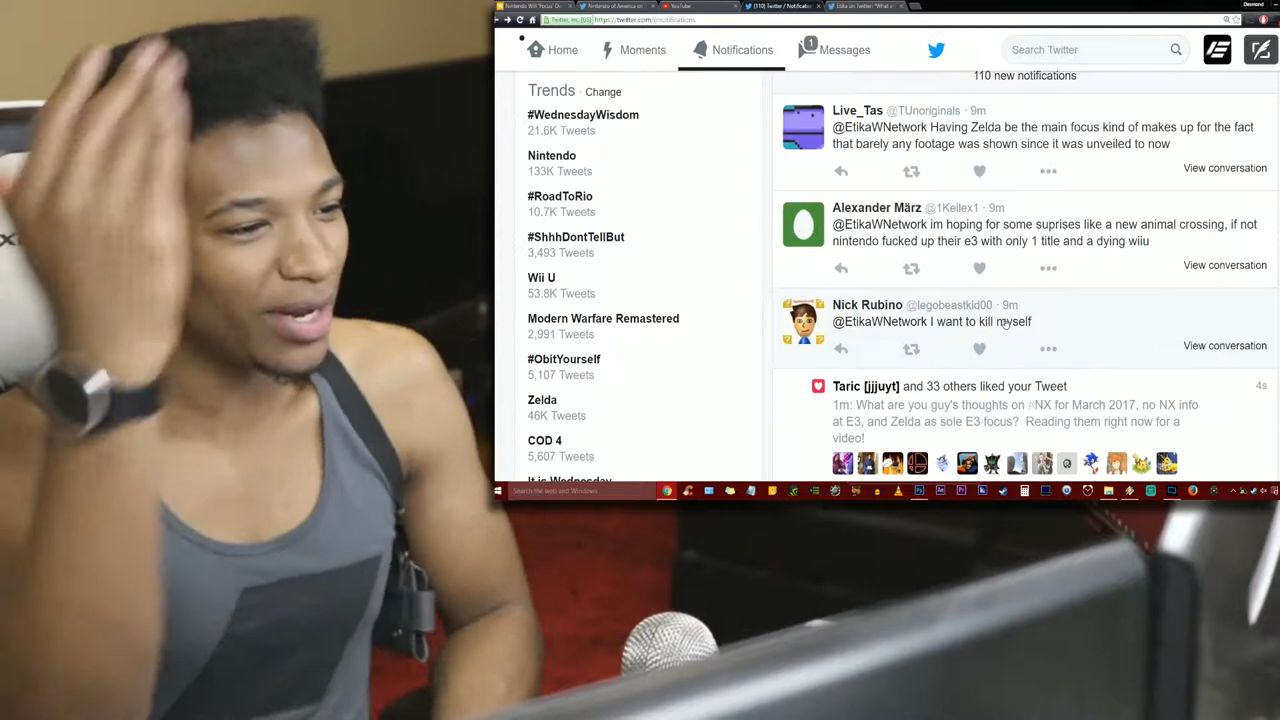 Nintendo Will 'Focus' On
Nintendo of America on
YouTube
(110) Twitter / Notificatio
Etika on Twitter: "What a
Desmond
Twitter, Inc. [US]
https://twitter.com/i/notifications
Home
Moments
Notifications
1
Messages
Search Twitter
110 new notifications
Trends · Change
#WednesdayWisdom
21.6K Tweets
Nintendo
133K Tweets
#RoadToRio
10.7K Tweets
#ShhhDontTellBut
3,493 Tweets
Wii U
53.8K Tweets
Modern Warfare Remastered
2,991 Tweets
#ObitYourself
5,107 Tweets
Zelda
46K Tweets
COD 4
5,607 Tweets
It is Wednesday
Live_Tas @TUnoriginals · 9m
@EtikaWNetwork Having Zelda be the main focus kind of makes up for the fact
that barely any footage was shown since it was unveiled to now
View conversation
Alexander März @1Keilex1 · 9m
@EtikaWNetwork im hoping for some suprises like a new animal crossing, if not
nintendo fucked up their e3 with only 1 title and a dying wiiu
View conversation
Nick Rubino @legobeastkid00 · 9m
@EtikaWNetwork I want to kill myself
View conversation
Taric [jjjuyt] and 33 others liked your Tweet
4s
1m: What are you guy's thoughts on #NX for March 2017, no NX info
at E3, and Zelda as sole E3 focus? Reading them right now for a
video!
Search the web and Windows